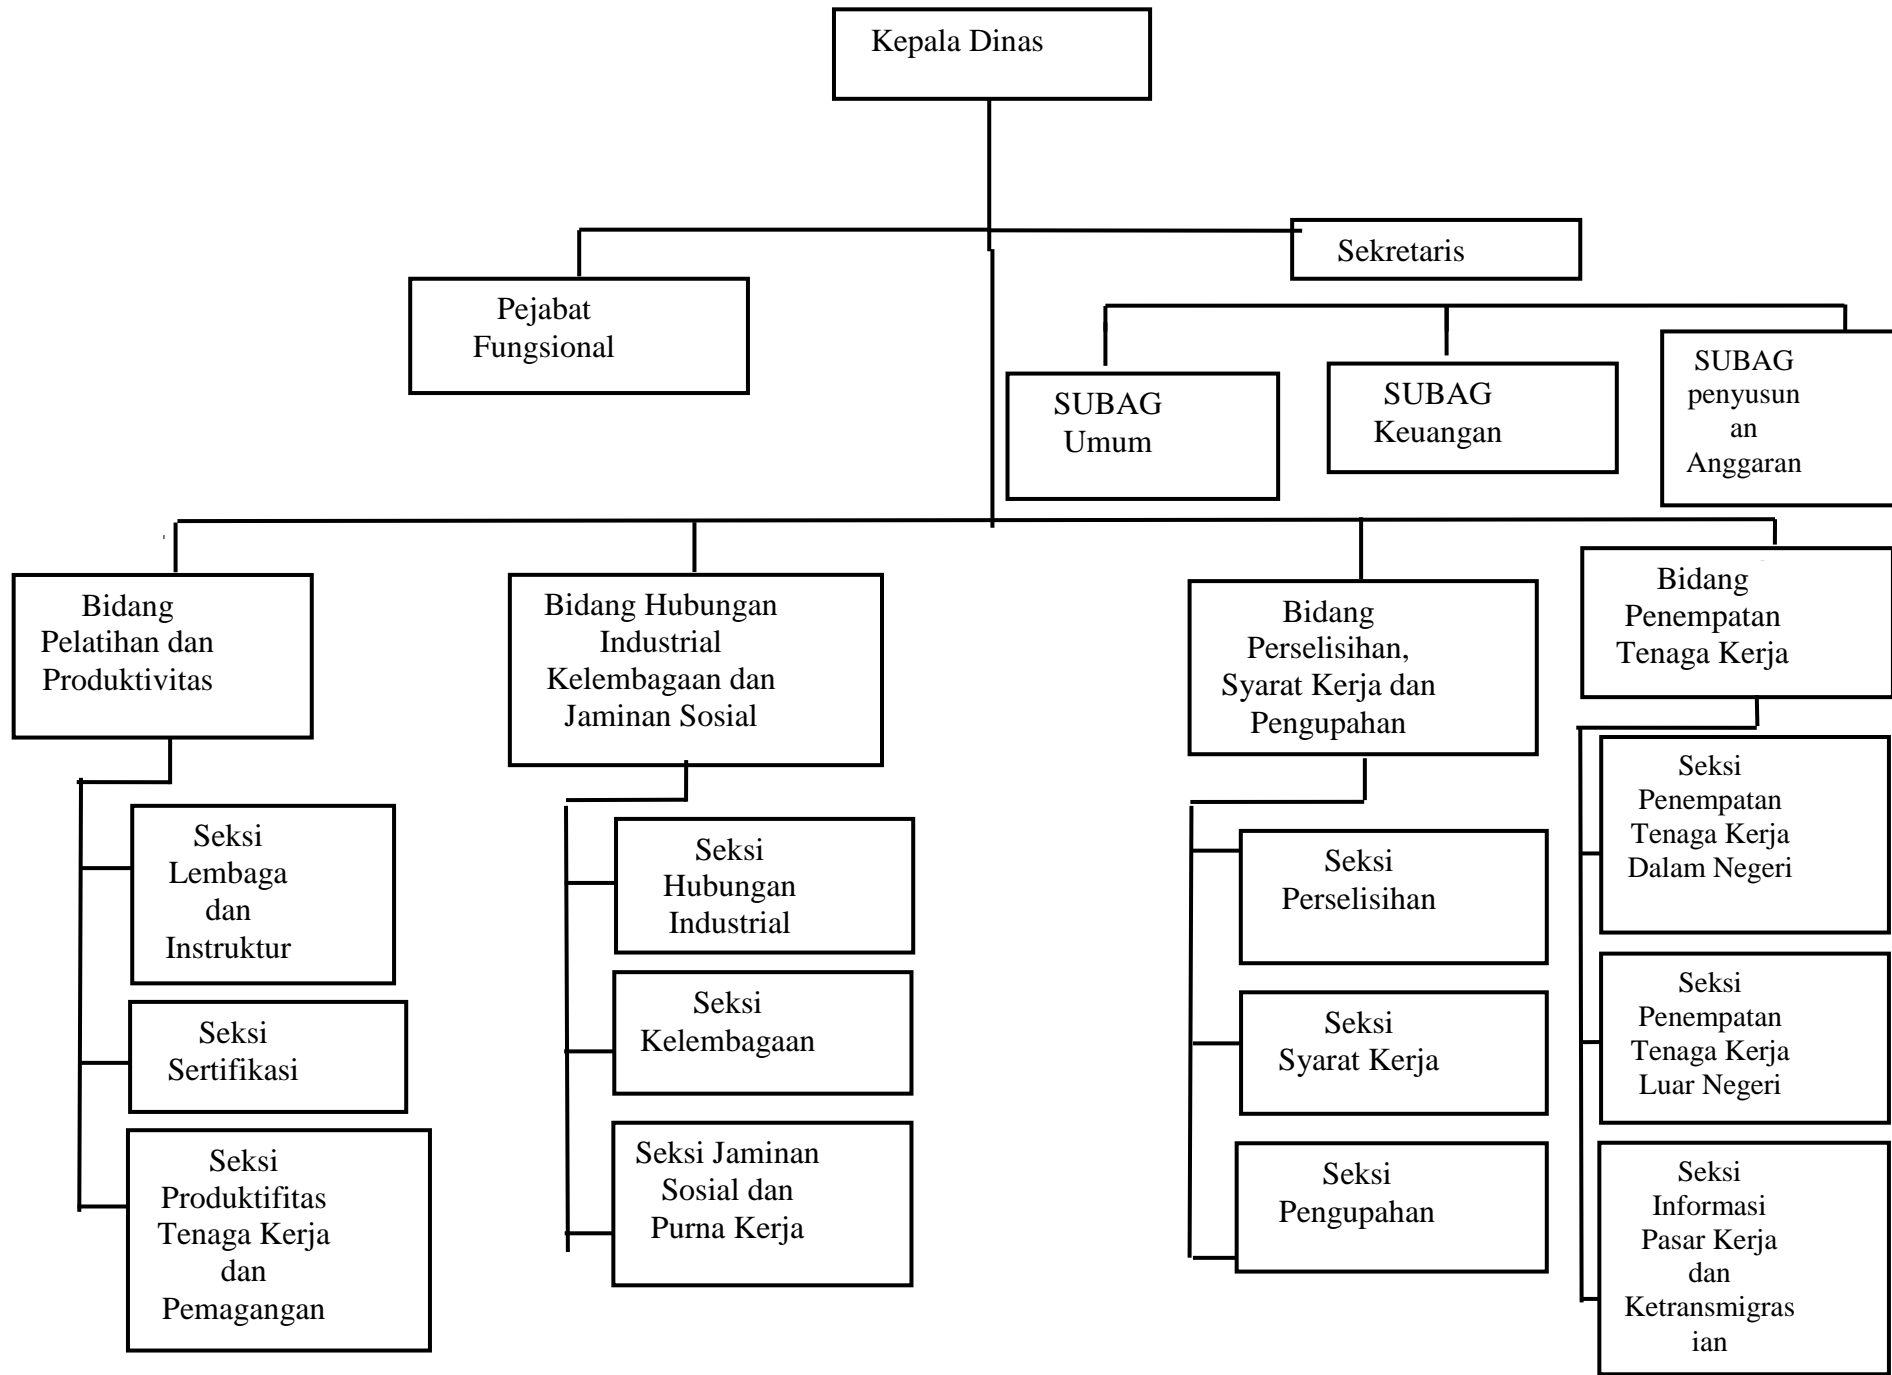 Kepala Dinas
Sekretaris
Pejabat
Fungsional
SUBAG
Umum
SUBAG
Keuangan
SUBAG
penyusun
an
Anggaran
Bidang
Pelatihan dan
Produktivitas
Bidang Hubungan
Industrial
Kelembagaan dan
Jaminan Sosial
Bidang
Perselisihan,
Syarat Kerja dan
Pengupahan
Bidang
Penempatan
Tenaga Kerja
Seksi
Lembaga
dan
Instruktur
Seksi
Sertifikasi
Seksi
Produktifitas
Tenaga Kerja
dan
Pemagangan
Seksi
Hubungan
Industrial
Seksi
Kelembagaan
Seksi Jaminan
Sosial dan
Purna Kerja
Seksi
Perselisihan
Seksi
Syarat Kerja
Seksi
Pengupahan
Seksi
Penempatan
Tenaga Kerja
Dalam Negeri
Seksi
Penempatan
Tenaga Kerja
Luar Negeri
Seksi
Informasi
Pasar Kerja
dan
Ketransmigras
ian